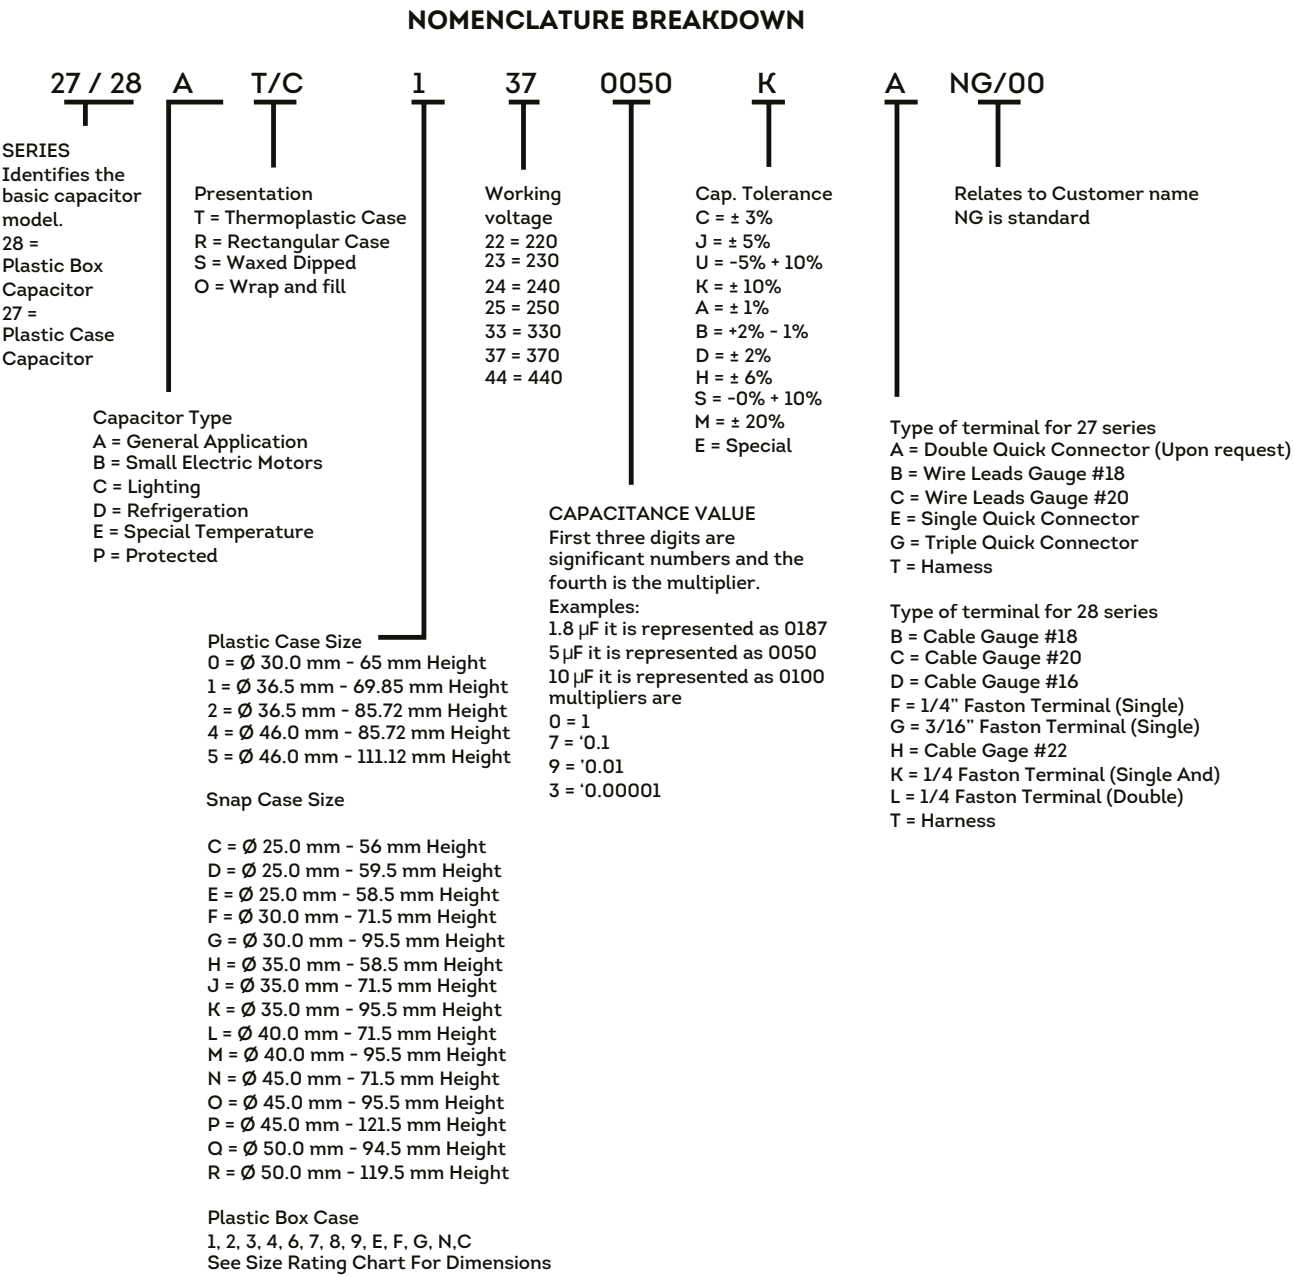 NOMENCLATURE BREAKDOWN
27 / 28 A T/C 1 37 0050 K A NG/00
SERIES
Identifies the
basic capacitor
model.
28 =
Plastic Box
Capacitor
27 =
Plastic Case
Capacitor
Presentation
T = Thermoplastic Case
R = Rectangular Case
S = Waxed Dipped
O = Wrap and fill
Working
voltage
22 = 220
23 = 230
24 = 240
25 = 250
33 = 330
37 = 370
44 = 440
Cap. Tolerance
C = ± 3%
J = ± 5%
U = -5% + 10%
K = ± 10%
A = ± 1%
B = +2% - 1%
D = ± 2%
H = ± 6%
S = -0% + 10%
M = ± 20%
E = Special
Relates to Customer name
NG is standard
Capacitor Type
A = General Application
B = Small Electric Motors
C = Lighting
D = Refrigeration
E = Special Temperature
P = Protected
CAPACITANCE VALUE
First three digits are
significant numbers and the
fourth is the multiplier.
Examples:
1.8 µF it is represented as 0187
5 µF it is represented as 0050
10 µF it is represented as 0100
multipliers are
0 = 1
7 = ‘0.1
9 = ’0.01
3 = ‘0.00001
Type of terminal for 27 series
A = Double Quick Connector (Upon request)
B = Wire Leads Gauge #18
C = Wire Leads Gauge #20
E = Single Quick Connector
G = Triple Quick Connector
T = Hamess
Type of terminal for 28 series
B = Cable Gauge #18
C = Cable Gauge #20
D = Cable Gauge #16
F = 1/4” Faston Terminal (Single)
G = 3/16” Faston Terminal (Single)
H = Cable Gage #22
K = 1/4 Faston Terminal (Single And)
L = 1/4 Faston Terminal (Double)
T = Harness
Plastic Case Size
0 = Ø 30.0 mm - 65 mm Height
1 = Ø 36.5 mm - 69.85 mm Height
2 = Ø 36.5 mm - 85.72 mm Height
4 = Ø 46.0 mm - 85.72 mm Height
5 = Ø 46.0 mm - 111.12 mm Height
Snap Case Size
C = Ø 25.0 mm - 56 mm Height
D = Ø 25.0 mm - 59.5 mm Height
E = Ø 25.0 mm - 58.5 mm Height
F = Ø 30.0 mm - 71.5 mm Height
G = Ø 30.0 mm - 95.5 mm Height
H = Ø 35.0 mm - 58.5 mm Height
J = Ø 35.0 mm - 71.5 mm Height
K = Ø 35.0 mm - 95.5 mm Height
L = Ø 40.0 mm - 71.5 mm Height
M = Ø 40.0 mm - 95.5 mm Height
N = Ø 45.0 mm - 71.5 mm Height
O = Ø 45.0 mm - 95.5 mm Height
P = Ø 45.0 mm - 121.5 mm Height
Q = Ø 50.0 mm - 94.5 mm Height
R = Ø 50.0 mm - 119.5 mm Height
Plastic Box Case
1, 2, 3, 4, 6, 7, 8, 9, E, F, G, N,C
See Size Rating Chart For Dimensions